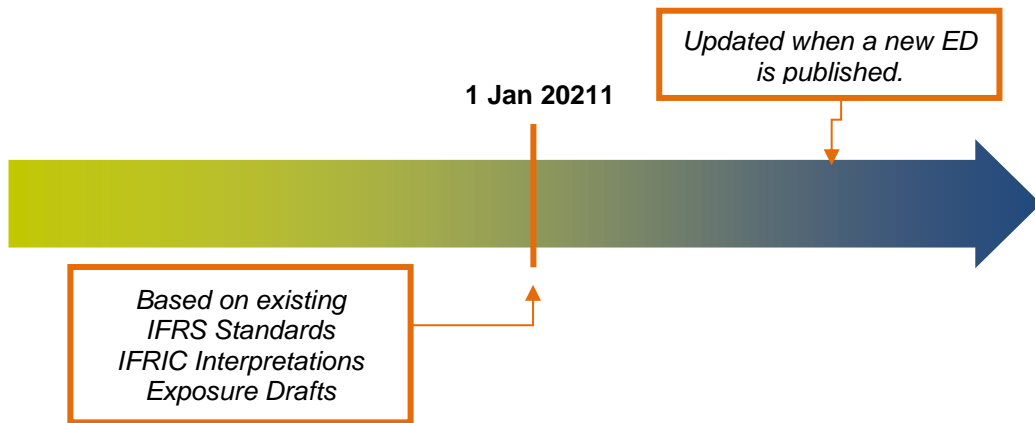 Updated when a new ED
is published.
1 Jan 20211
Based on existing
IFRS Standards
IFRIC Interpretations
Exposure Drafts